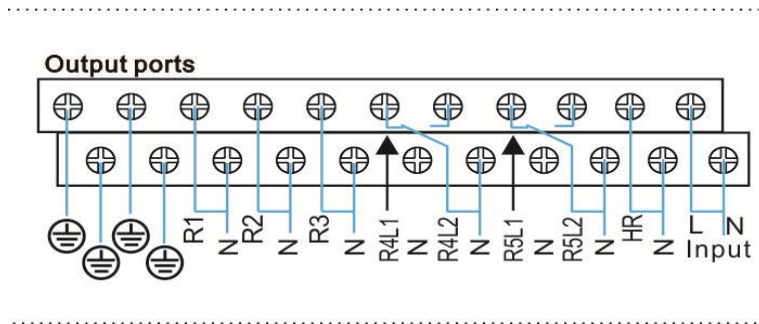 Output ports
R1 N R2 N R3 N R4L1 N R4L2 N R5L1 N R5L2 N HR N L N
Input